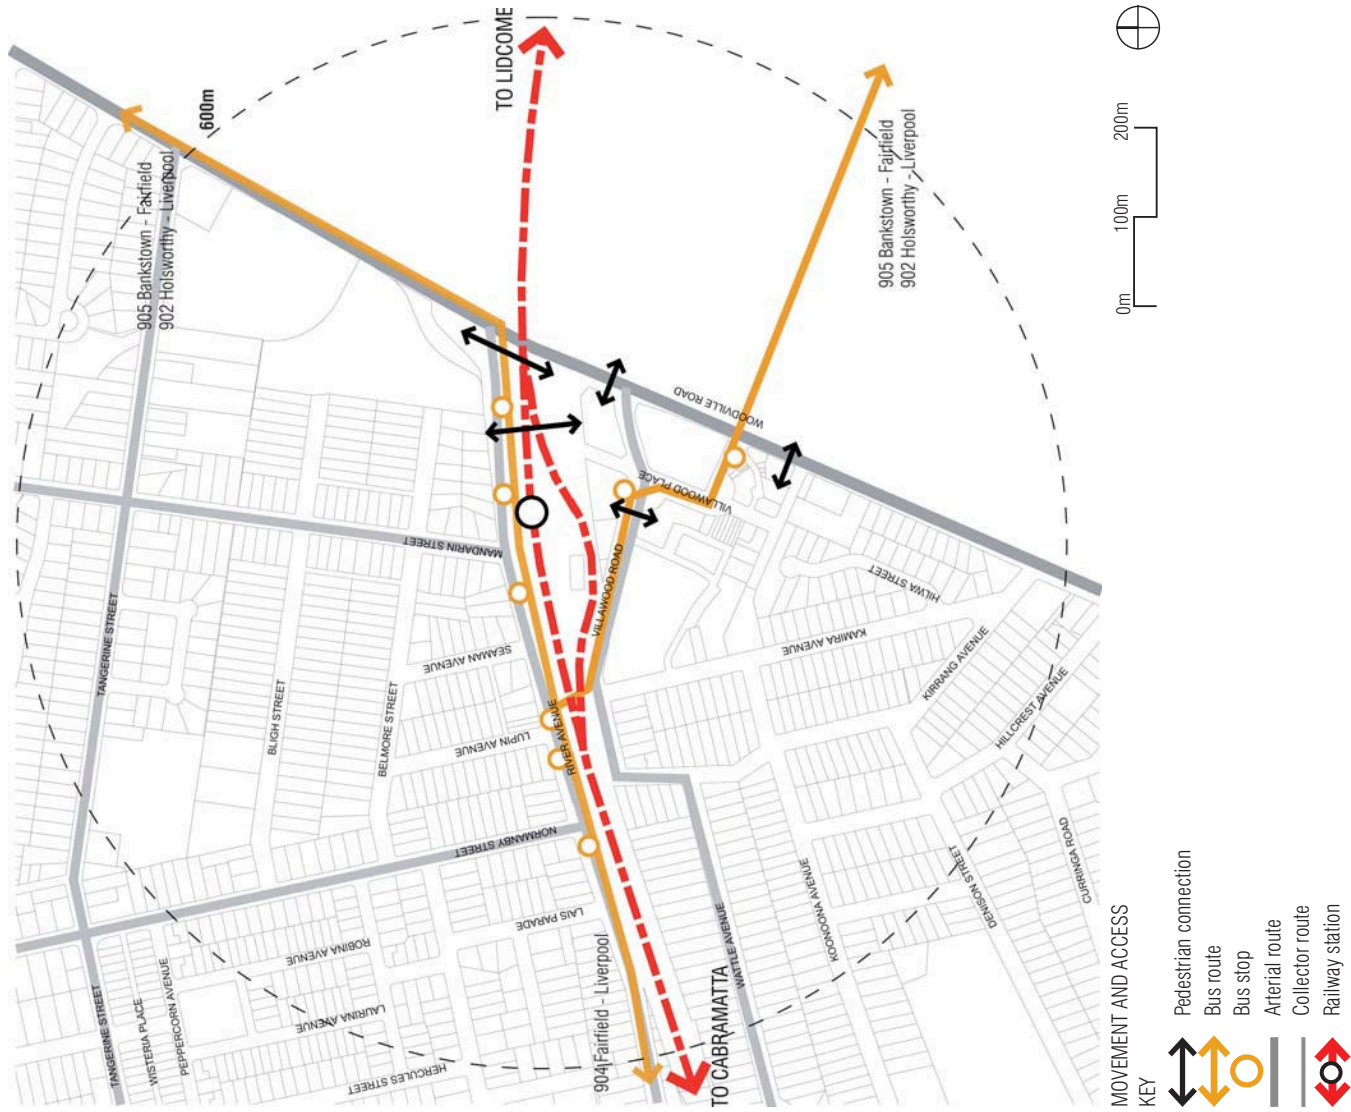 TO LIDCOME
600m
905 Bankstown - Fairfield
902 Holsworthy - Liverpool
905 Bankstown - Fairfield
902 Holsworthy - Liverpool
WOODVILLE ROAD
VILLAWOOD PLACE
MANDARIN STREET
VILLAWOOD ROAD
HILWA STREET
TANGERINE STREET
SEAMAN AVENUE
KAMIRA AVENUE
KIRRANG AVENUE
BLIGH STREET
BELMORE STREET
LUPIN AVENUE
RIVER AVENUE
HILLCREST AVENUE
NORMANBY STREET
CURRINGA ROAD
DENISON STREET
KOONOONA AVENUE
LAIS PARADE
ROBINA AVENUE
WATTLE AVENUE
904 Fairfield - Liverpool
TO CABRAMATTA
TANGERINE STREET
WISTERIA PLACE
PEPPERCORN AVENUE
LAURINA AVENUE
HERCULES STREET
0m
100m
200m
MOVEMENT AND ACCESS
KEY
Pedestrian connection
Bus route
Bus stop
Arterial route
Collector route
Railway station